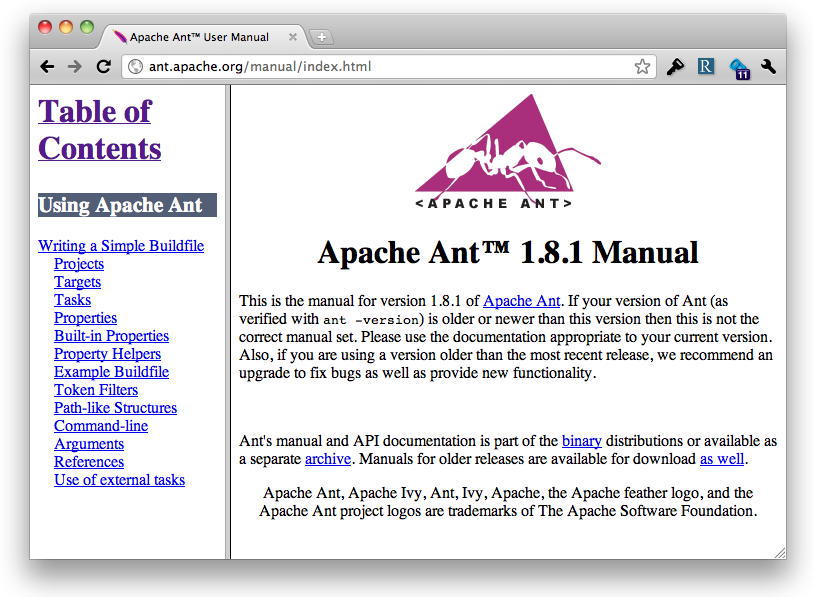 Apache Ant™ User Manual
ant.apache.org/manual/index.html
R
11
Table of
Contents
Using Apache Ant
Writing a Simple Buildfile
Projects
Targets
Tasks
Properties
Built-in Properties
Property Helpers
Example Buildfile
Token Filters
Path-like Structures
Command-line
Arguments
References
Use of external tasks
<APACHE ANT>
Apache Ant™ 1.8.1 Manual
This is the manual for version 1.8.1 of Apache Ant. If your version of Ant (as
verified with ant -version) is older or newer than this version then this is not the
correct manual set. Please use the documentation appropriate to your current version.
Also, if you are using a version older than the most recent release, we recommend an
upgrade to fix bugs as well as provide new functionality.
Ant's manual and API documentation is part of the binary distributions or available as
a separate archive. Manuals for older releases are available for download as well.
Apache Ant, Apache Ivy, Ant, Ivy, Apache, the Apache feather logo, and the
Apache Ant project logos are trademarks of The Apache Software Foundation.